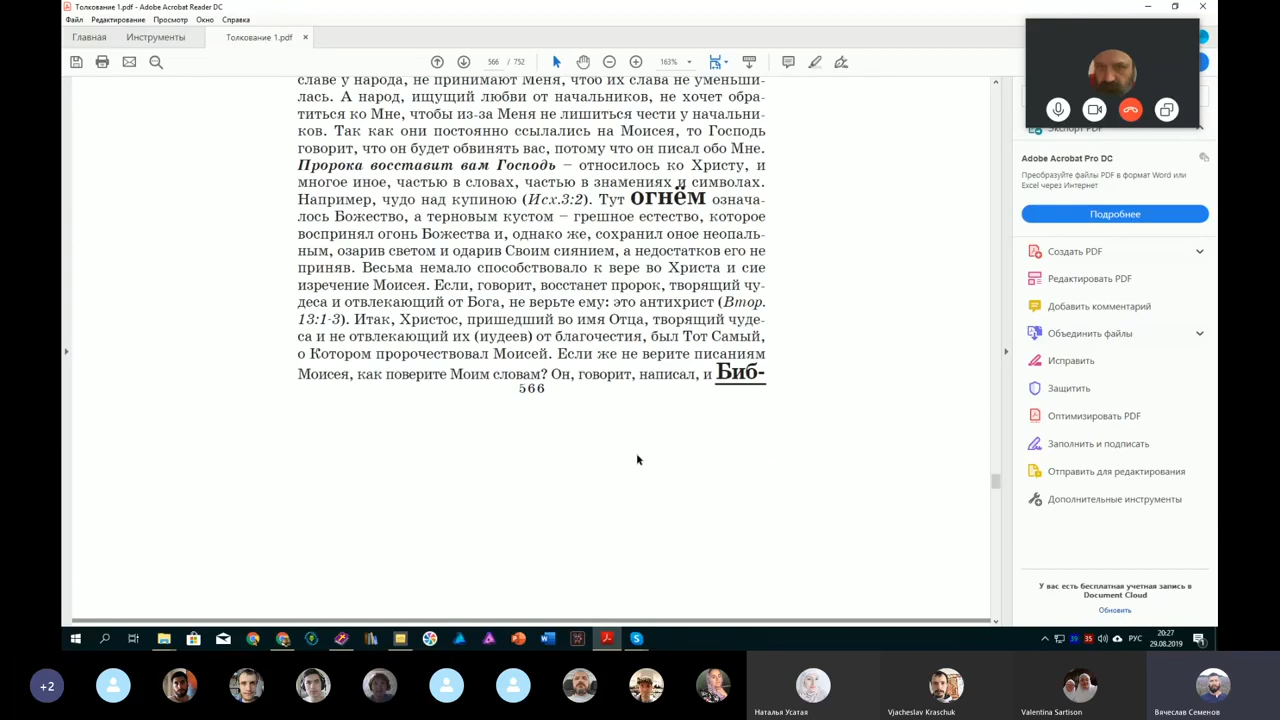 Толкование 1.pdf - Adobe Acrobat Reader DC
Файл Редактирование Просмотр Окно Справка
Главная Инструменты Толкование 1.pdf ×
566 / 752 163%
славе у народа, не принимают Меня, чтоб их слава не уменьши-
лась. А народ, ищущий любви от начальников, не хочет обра-
титься ко Мне, чтобы из-за Меня не лишиться чести у начальни-
ков. Так как они постоянно ссылались на Моисея, то Господь
говорит, что он будет обвинять вас, потому что он писал обо Мне.
Пророка восставит вам Господь – относилось ко Христу, и
многое иное, частью в словах, частью в знамениях и символах.
Например, чудо над купиною (Исх.3:2). Тут огнём означа-
лось Божество, а терновым кустом – грешное естество, которое
воспринял огонь Божества и, однако же, сохранил оное неопаль-
ным, озарив светом и одарив Своим сиянием, а недостатков его не
приняв. Весьма немало способствовало к вере во Христа и сие
изречение Моисея. Если, говорит, восстанет пророк, творящий чу-
деса и отвлекающий от Бога, не верьте ему: это антихрист (Втор.
13:1-3). Итак, Христос, пришедший во имя Отца, творящий чуде-
са и не отвлекающий их (иудеев) от благочестия, был Тот Самый,
о Котором пророчествовал Моисей. Если же не верите писаниям
Моисея, как поверите Моим словам? Он, говорит, написал, и Биб-
566
Экспорт PDF
Adobe Acrobat Pro DC
Преобразуйте файлы PDF в формат Word или
Excel через Интернет
Подробнее
Создать PDF
Редактировать PDF
Добавить комментарий
Объединить файлы
Исправить
Защитить
Оптимизировать PDF
Заполнить и подписать
Отправить для редактирования
Дополнительные инструменты
У вас есть бесплатная учетная запись в
Document Cloud
Обновить
39 35 РУС
20:27
29.08.2019
+2
Наталья Усатая
Vjacheslav Kraschuk
Valentina Sartison
Вячеслав Семенов